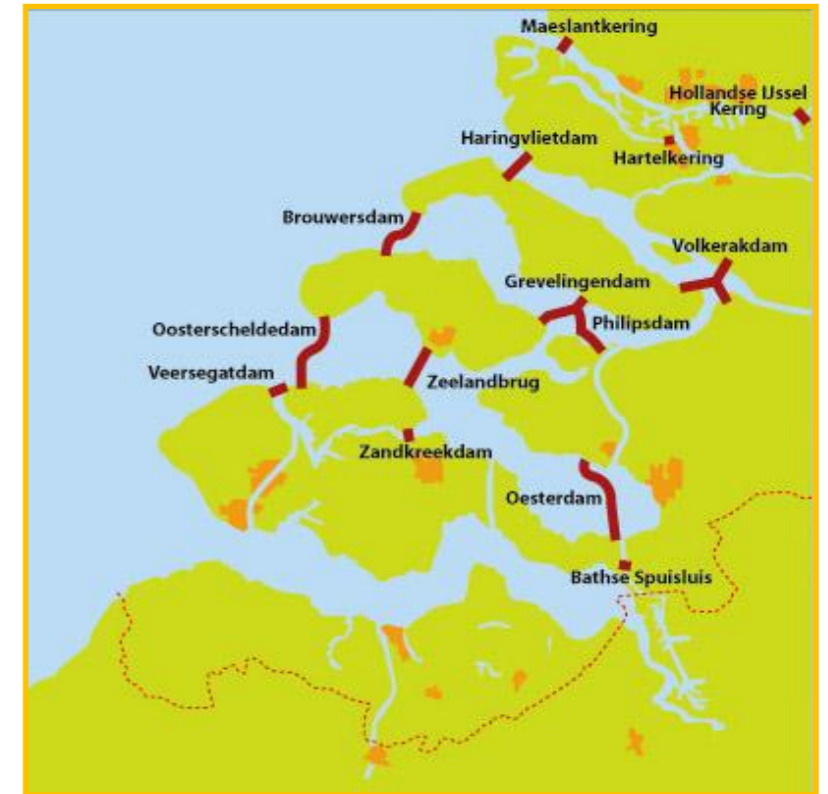 Maeslantkering
Hollandse IJssel
Kering
Haringvlietdam
Hartelkering
Brouwersdam
Volkerakdam
Grevelingendam
Oosterscheldedam
Philipsdam
Veersegatdam
Zeelandbrug
Zandkreekdam
Oesterdam
Bathse Spuisluis